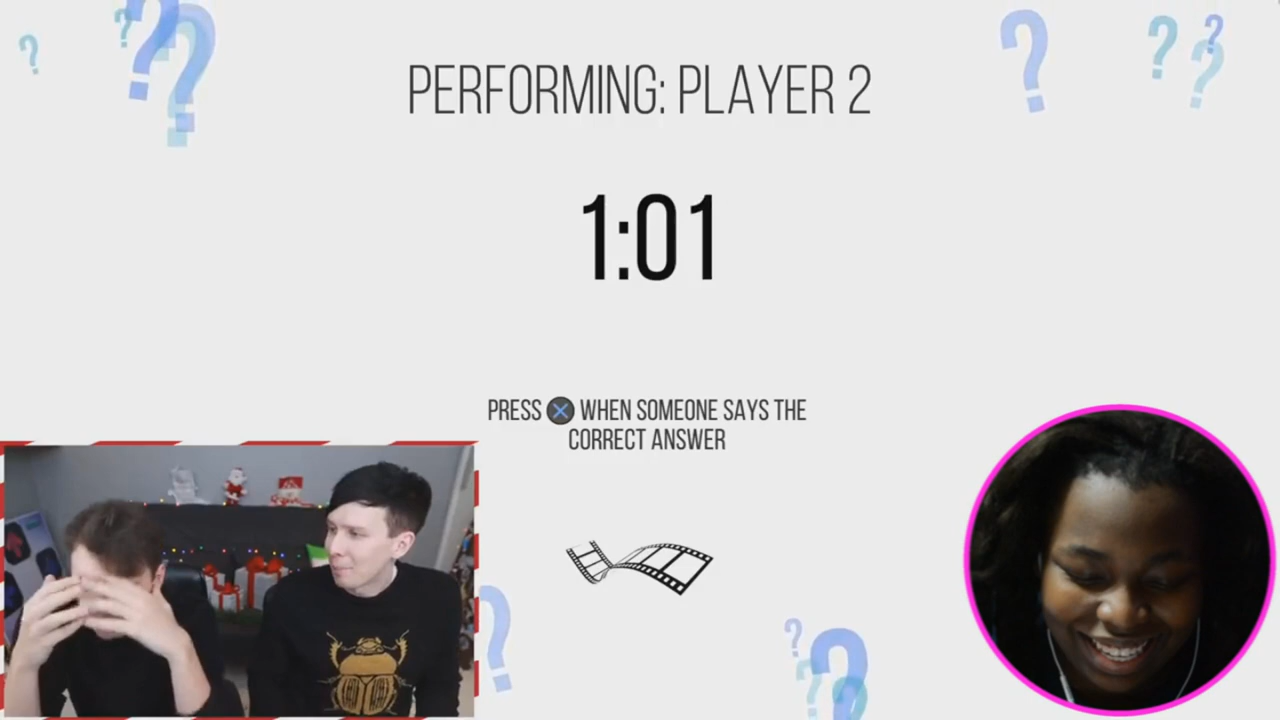 PERFORMING: PLAYER 2
1:01
PRESS WHEN SOMEONE SAYS THE
CORRECT ANSWER